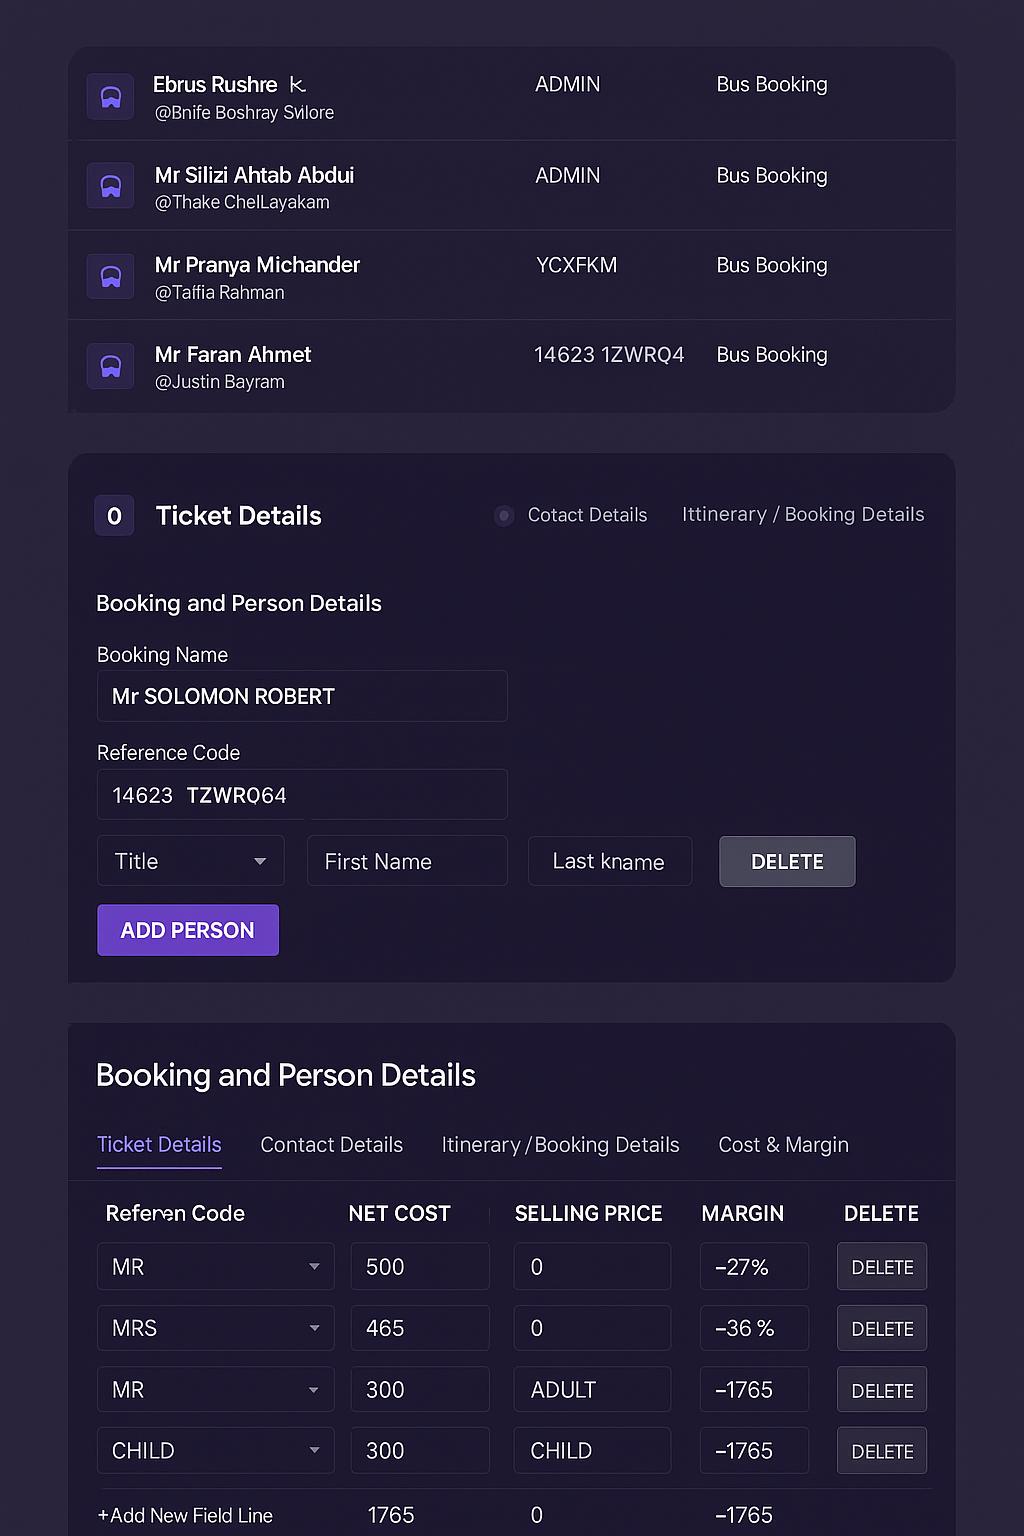 Ebrus Rushre ADMIN Bus Booking
@Bnife Boshray Svilore
Mr Silizi Ahtab Abdui ADMIN Bus Booking
@Thake ChelLayakam
Mr Pranya Michander YCXFKM Bus Booking
@Taffia Rahman
Mr Faran Ahmet 14623 1ZWRQ4 Bus Booking
@Justin Bayram
0 Ticket Details Cotact Details Ittinerary / Booking Details
Booking and Person Details
Booking Name
Mr SOLOMON ROBERT
Reference Code
14623 TZWRQ64
Title First Name Last kname DELETE
ADD PERSON
Booking and Person Details
Ticket Details Contact Details Itinerary / Booking Details Cost & Margin
Referen Code NET COST SELLING PRICE MARGIN DELETE
MR 500 0 –27% DELETE
MRS 465 0 –36 % DELETE
MR 300 ADULT –1765 DELETE
CHILD 300 CHILD –1765 DELETE
+Add New Field Line 1765 0 –1765